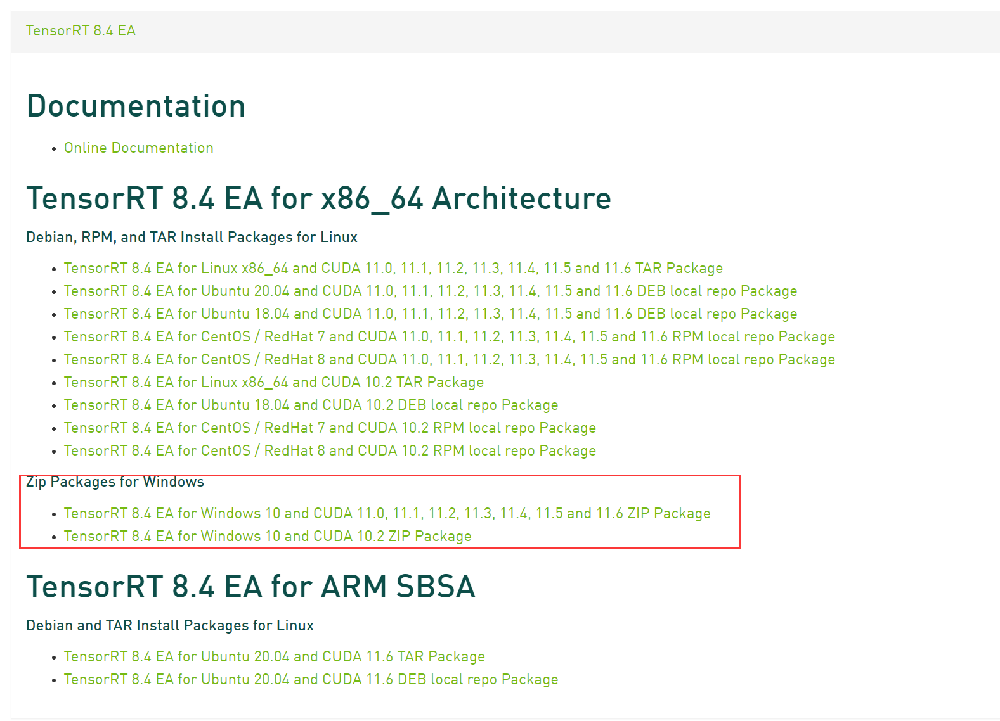 TensorRT 8.4 EA
Documentation
Online Documentation
TensorRT 8.4 EA for x86_64 Architecture
Debian, RPM, and TAR Install Packages for Linux
TensorRT 8.4 EA for Linux x86_64 and CUDA 11.0, 11.1, 11.2, 11.3, 11.4, 11.5 and 11.6 TAR Package
TensorRT 8.4 EA for Ubuntu 20.04 and CUDA 11.0, 11.1, 11.2, 11.3, 11.4, 11.5 and 11.6 DEB local repo Package
TensorRT 8.4 EA for Ubuntu 18.04 and CUDA 11.0, 11.1, 11.2, 11.3, 11.4, 11.5 and 11.6 DEB local repo Package
TensorRT 8.4 EA for CentOS / RedHat 7 and CUDA 11.0, 11.1, 11.2, 11.3, 11.4, 11.5 and 11.6 RPM local repo Package
TensorRT 8.4 EA for CentOS / RedHat 8 and CUDA 11.0, 11.1, 11.2, 11.3, 11.4, 11.5 and 11.6 RPM local repo Package
TensorRT 8.4 EA for Linux x86_64 and CUDA 10.2 TAR Package
TensorRT 8.4 EA for Ubuntu 18.04 and CUDA 10.2 DEB local repo Package
TensorRT 8.4 EA for CentOS / RedHat 7 and CUDA 10.2 RPM local repo Package
TensorRT 8.4 EA for CentOS / RedHat 8 and CUDA 10.2 RPM local repo Package
Zip Packages for Windows
TensorRT 8.4 EA for Windows 10 and CUDA 11.0, 11.1, 11.2, 11.3, 11.4, 11.5 and 11.6 ZIP Package
TensorRT 8.4 EA for Windows 10 and CUDA 10.2 ZIP Package
TensorRT 8.4 EA for ARM SBSA
Debian and TAR Install Packages for Linux
TensorRT 8.4 EA for Ubuntu 20.04 and CUDA 11.6 TAR Package
TensorRT 8.4 EA for Ubuntu 20.04 and CUDA 11.6 DEB local repo Package